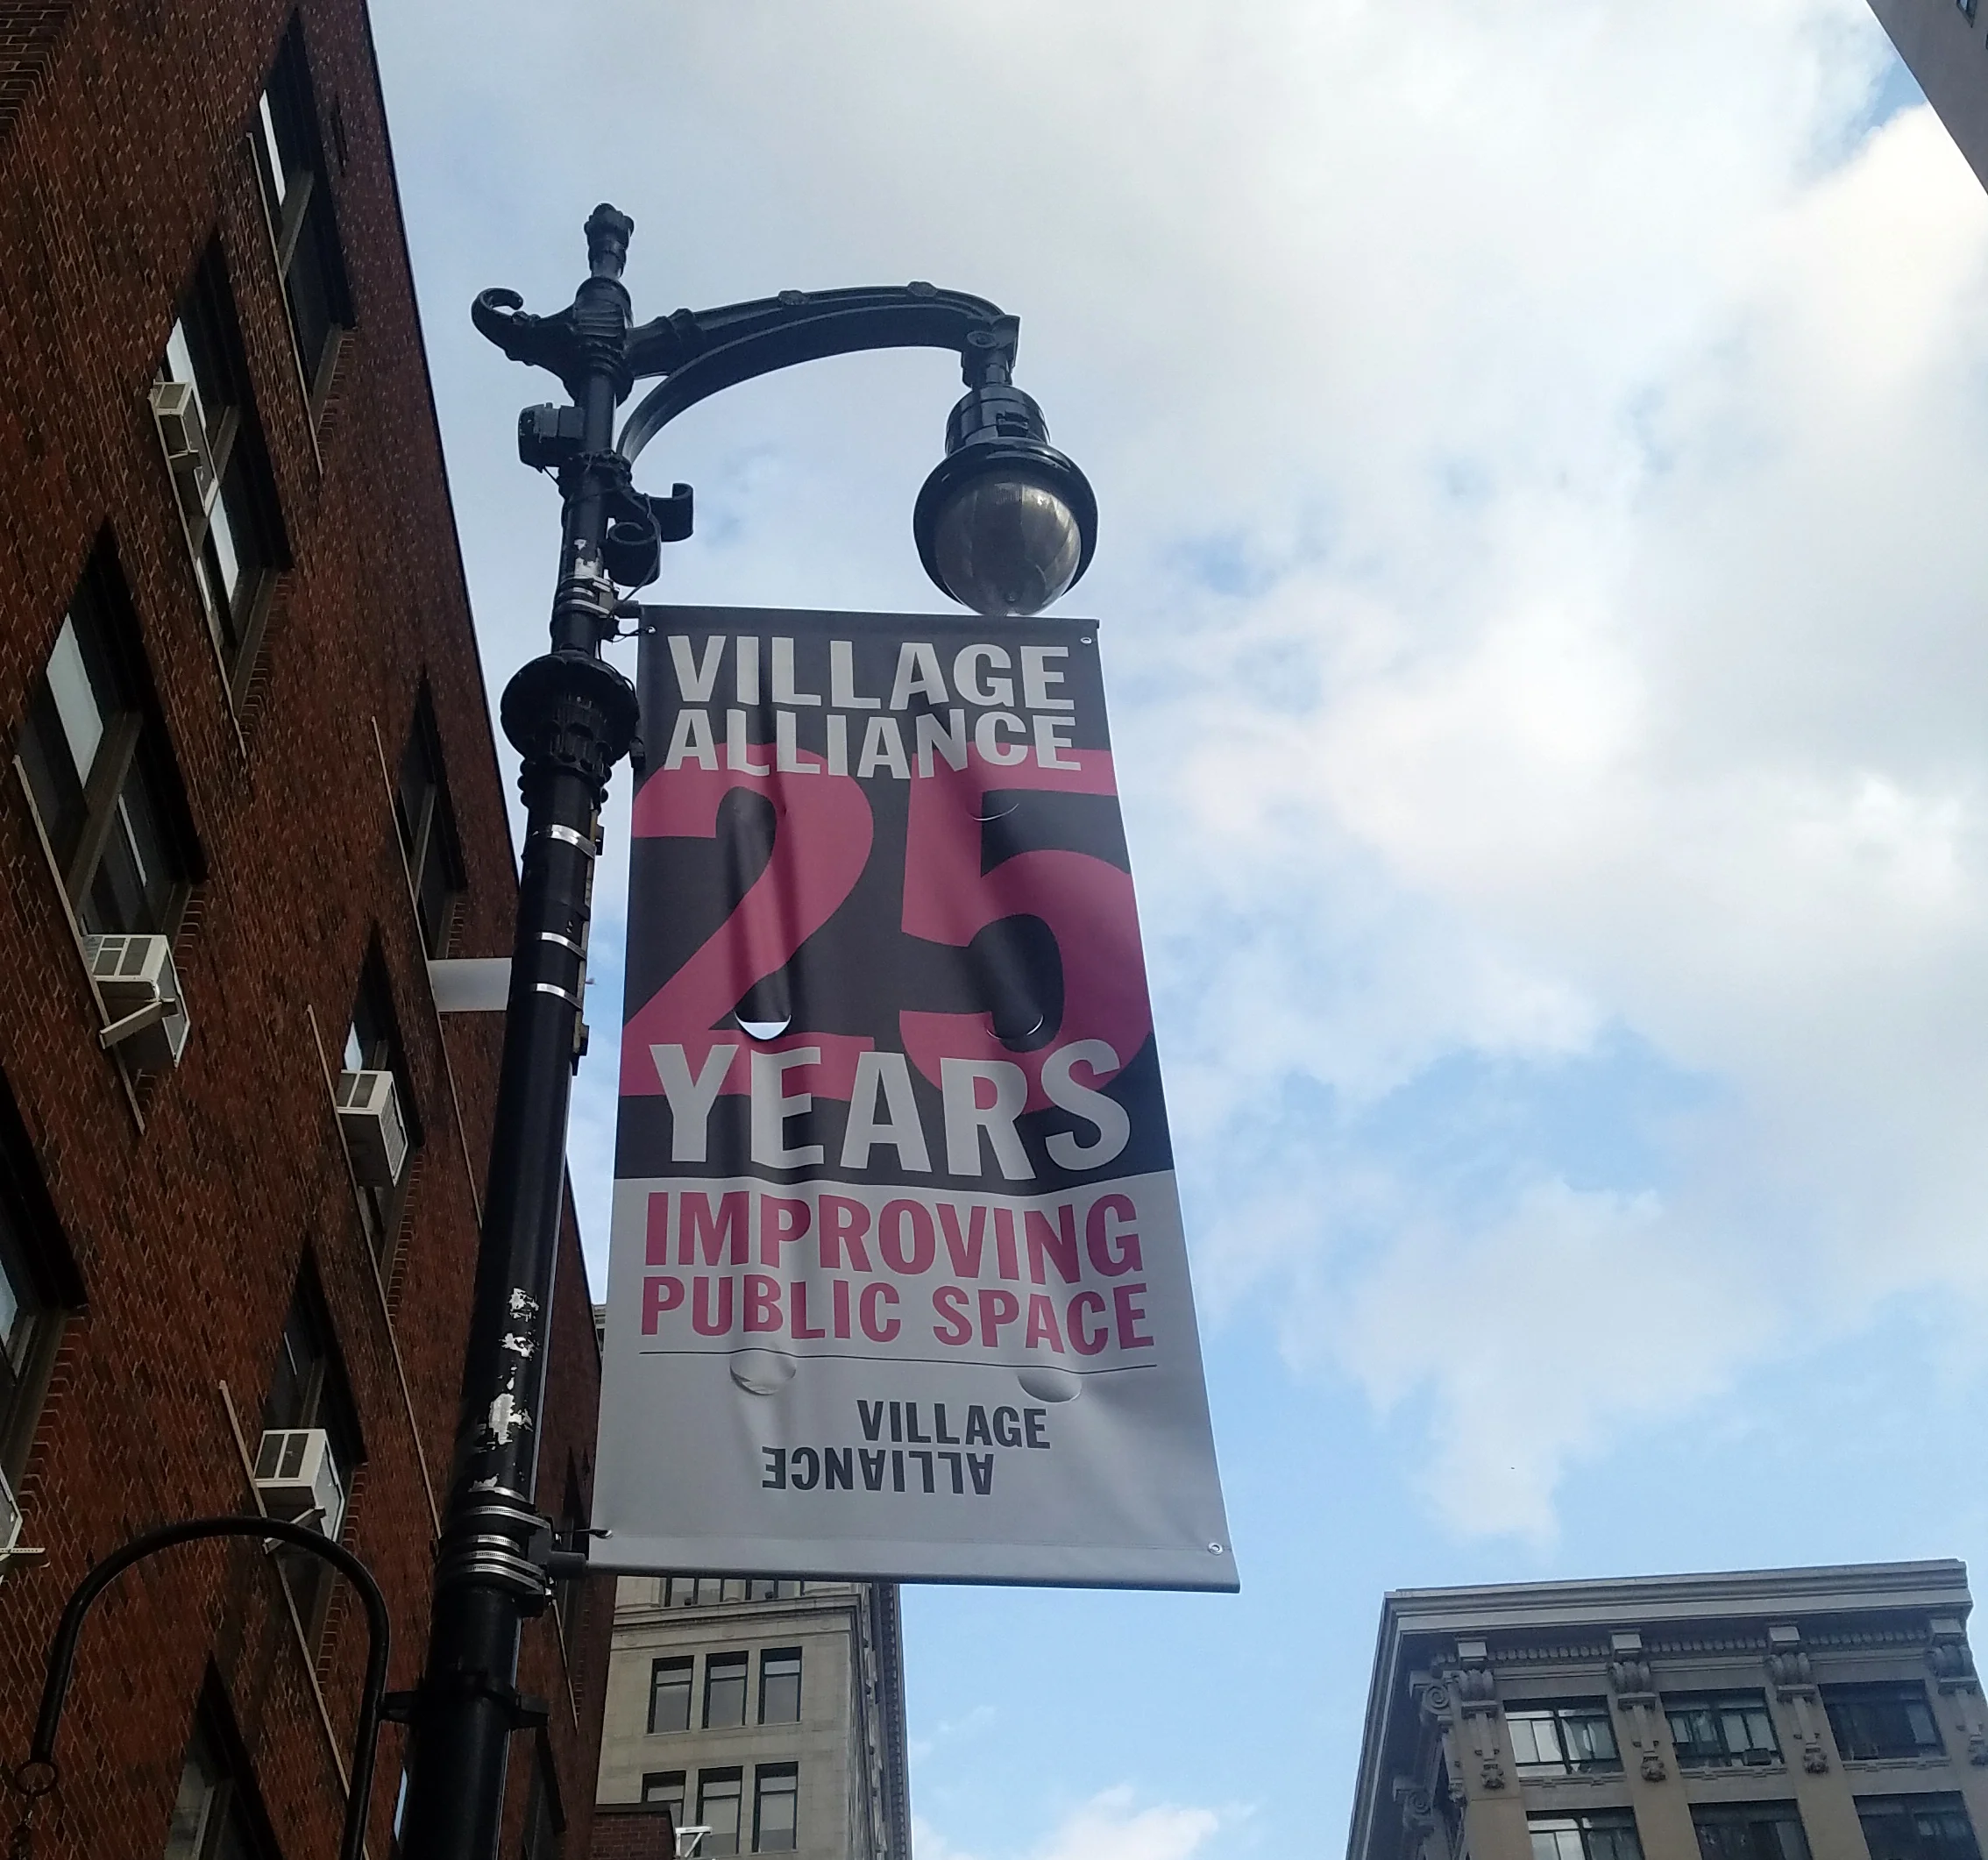 VILLAGE
ALLIANCE
25
YEARS
IMPROVING
PUBLIC SPACE
VILLAGE
ALLIANCE